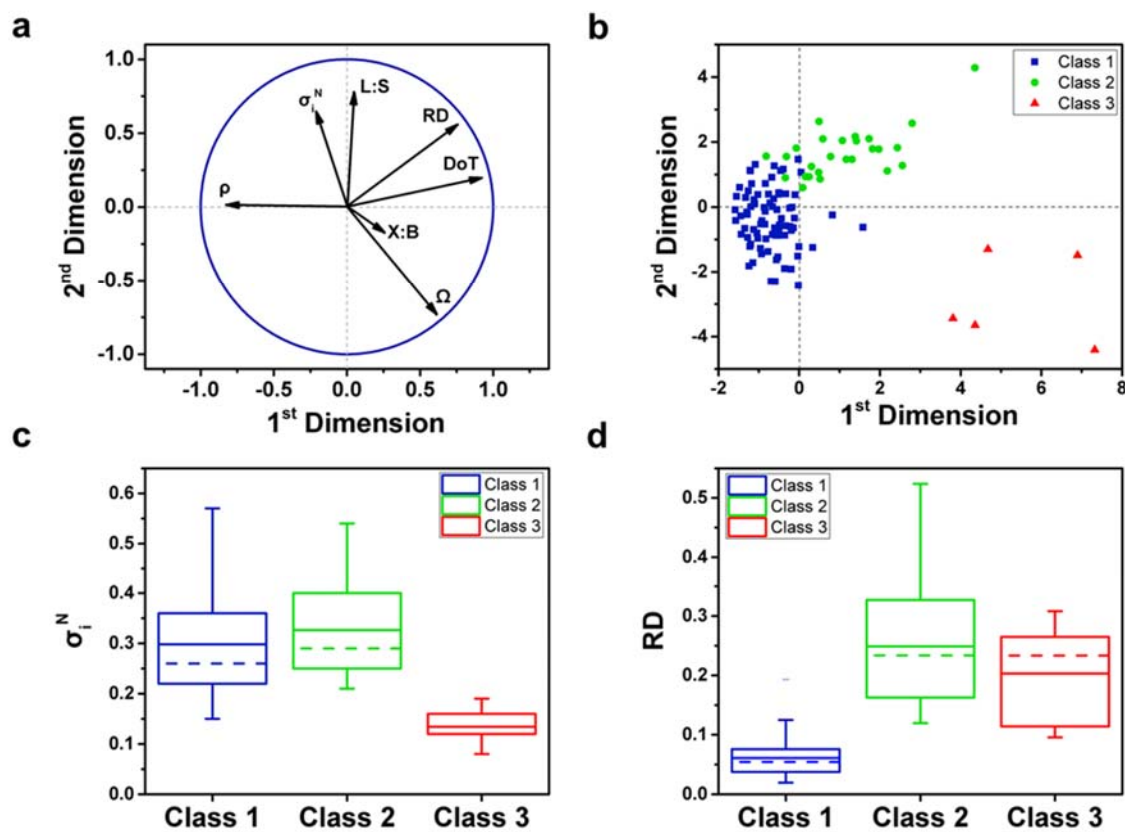 a
1.0
0.5
0.0
-0.5
-1.0
2nd Dimension
σiN
L:S
RD
DoT
ρ
X:B
Ω
-1.0 -0.5 0.0 0.5 1.0
1st Dimension
b
4
2
0
-2
-4
2nd Dimension
Class 1
Class 2
Class 3
-2 0 2 4 6 8
1st Dimension
c
0.6
0.5
0.4
0.3
0.2
0.1
0.0
σiN
Class 1
Class 2
Class 3
Class 1 Class 2 Class 3
d
0.5
0.4
0.3
0.2
0.1
0.0
RD
Class 1
Class 2
Class 3
Class 1 Class 2 Class 3